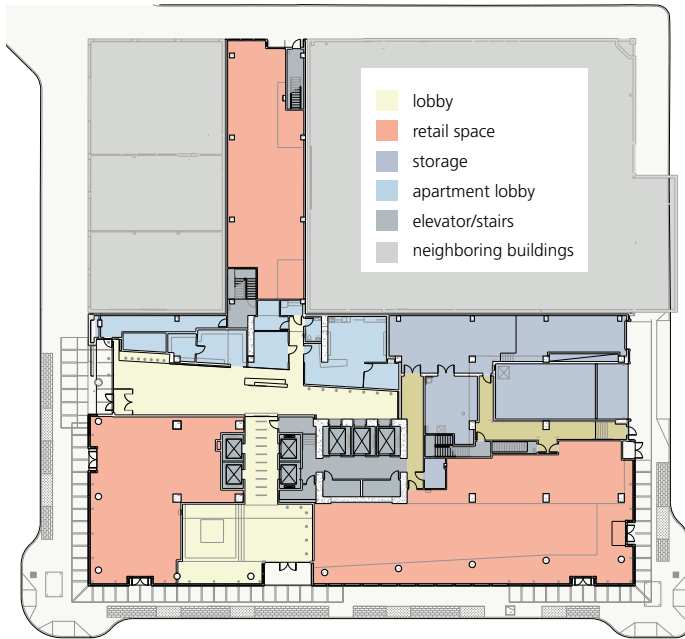 lobby
retail space
storage
apartment lobby
elevator/stairs
neighboring buildings